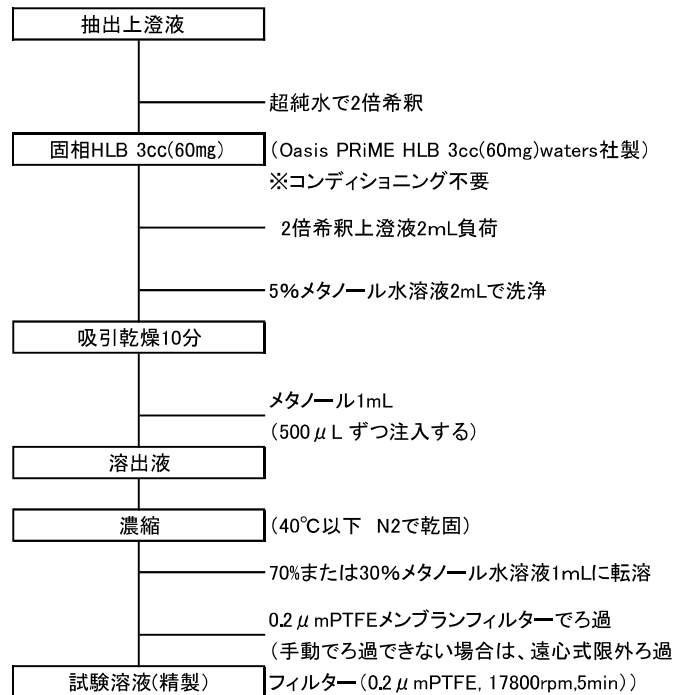 抽出上澄液
超純水で2倍希釈
固相HLB 3cc(60mg) (Oasis PRiME HLB 3cc(60mg)waters社製)
※コンディショニング不要
2倍希釈上澄液2mL負荷
5%メタノール水溶液2mLで洗浄
吸引乾燥10分
メタノール1mL
(500μL ずつ注入する)
溶出液
濃縮 (40℃以下 N2で乾固)
70%または30%メタノール水溶液1mLに転溶
0.2μmPTFEメンブランフィルターでろ過
(手動でろ過できない場合は、遠心式限外ろ過
試験溶液(精製) フィルター(0.2μmPTFE, 17800rpm,5min))